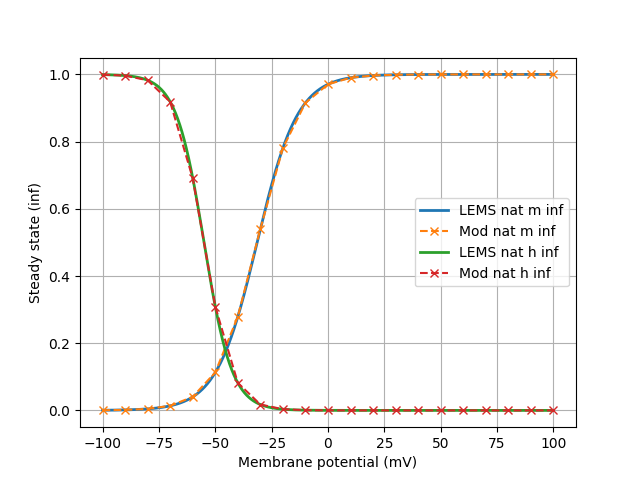 1.0
0.8
0.6
0.4
0.2
0.0
Steady state (inf)
LEMS nat m inf
Mod nat m inf
LEMS nat h inf
Mod nat h inf
−100 −75 −50 −25 0 25 50 75 100
Membrane potential (mV)